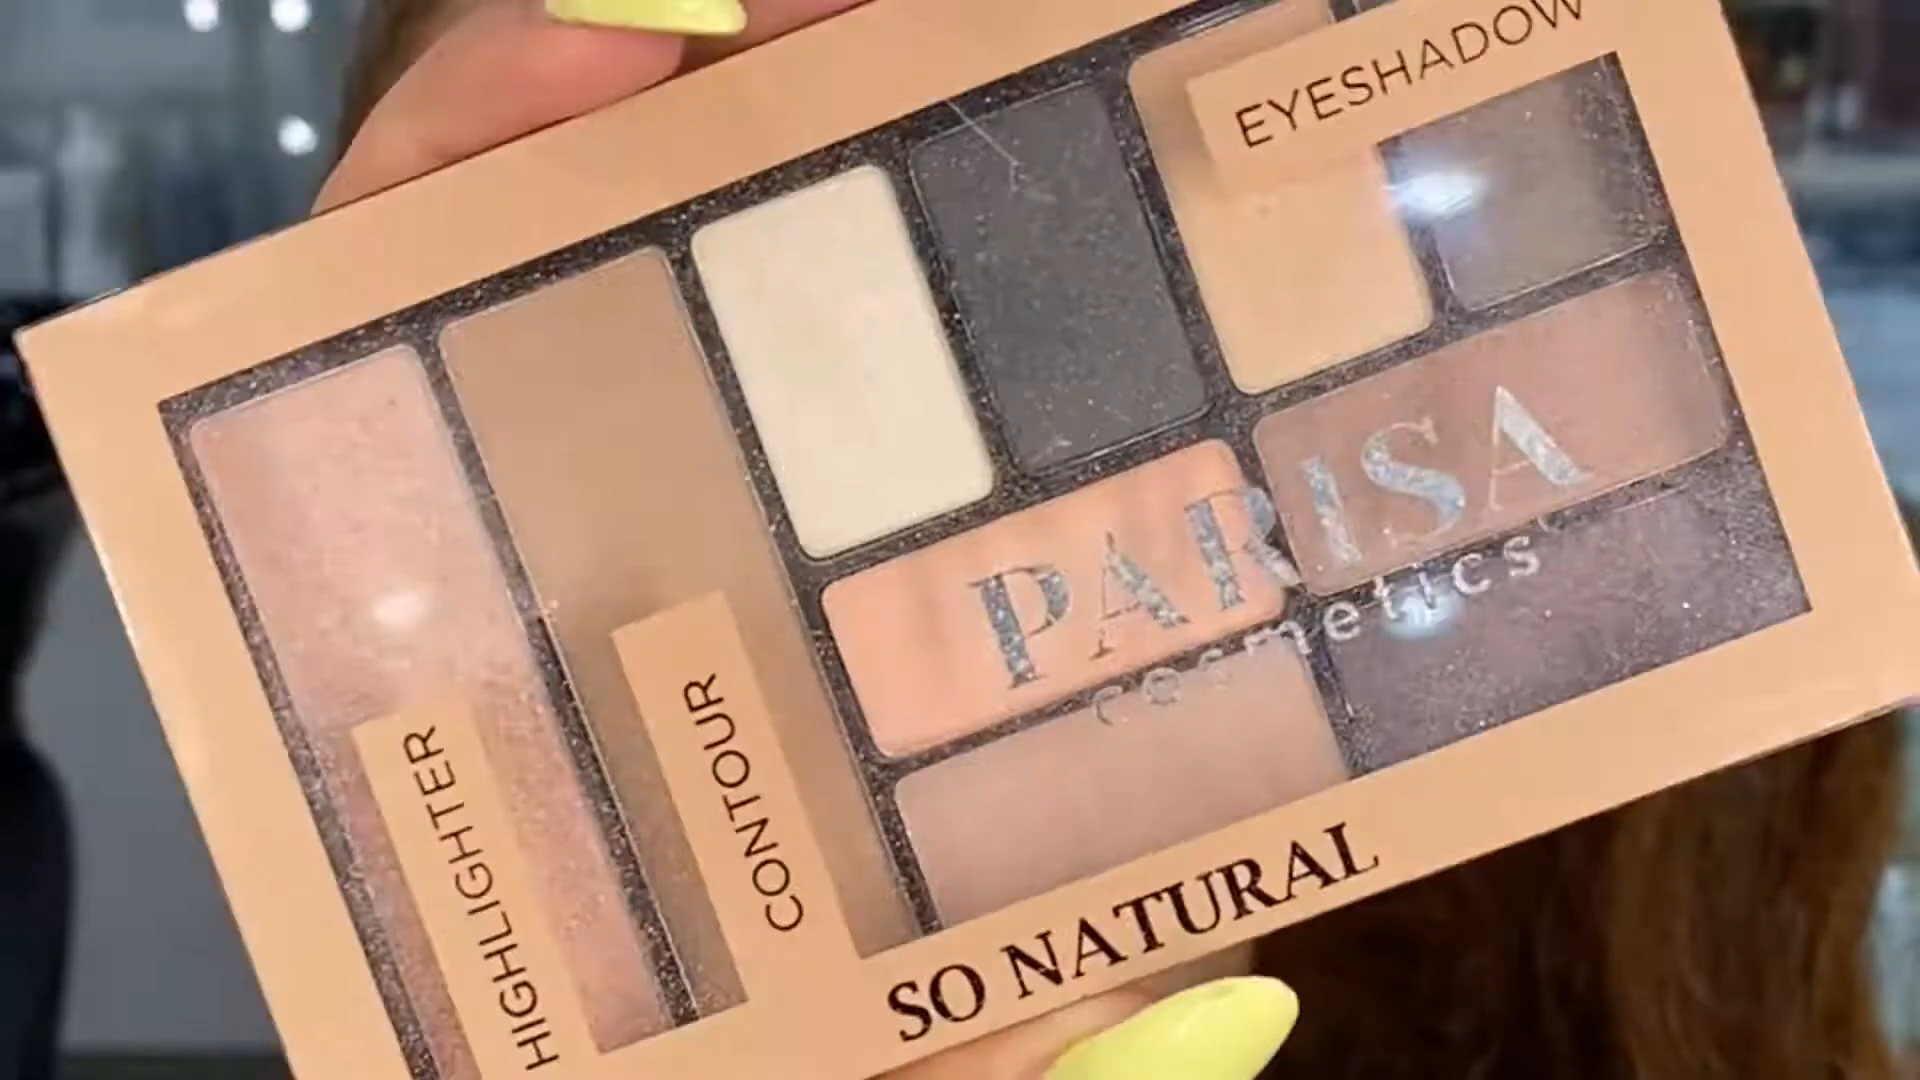 EYESHADOW
PARISA
cosmetics
CONTOUR
HIGHLIGHTER
SO NATURAL